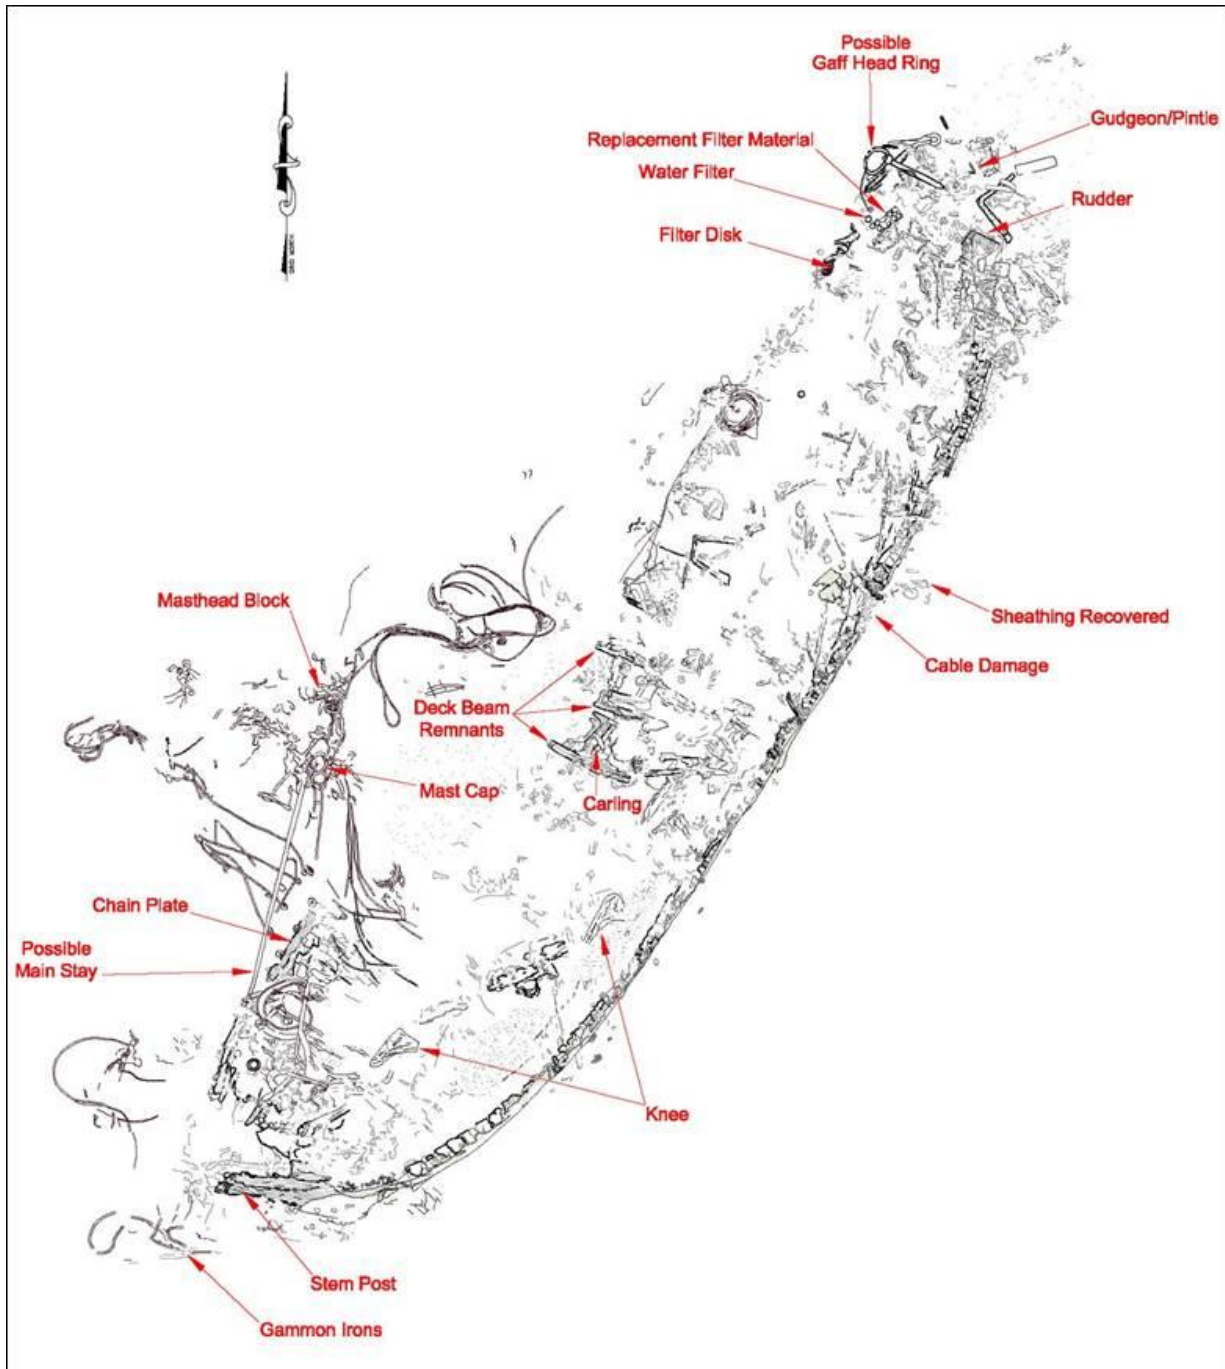 Possible
Gaff Head Ring
Gudgeon/Pintle
Replacement Filter Material
Water Filter
Rudder
Filter Disk
Masthead Block
Sheathing Recovered
Cable Damage
Deck Beam
Remnants
Mast Cap
Carling
Chain Plate
Possible
Main Stay
Knee
Stem Post
Gammon Irons